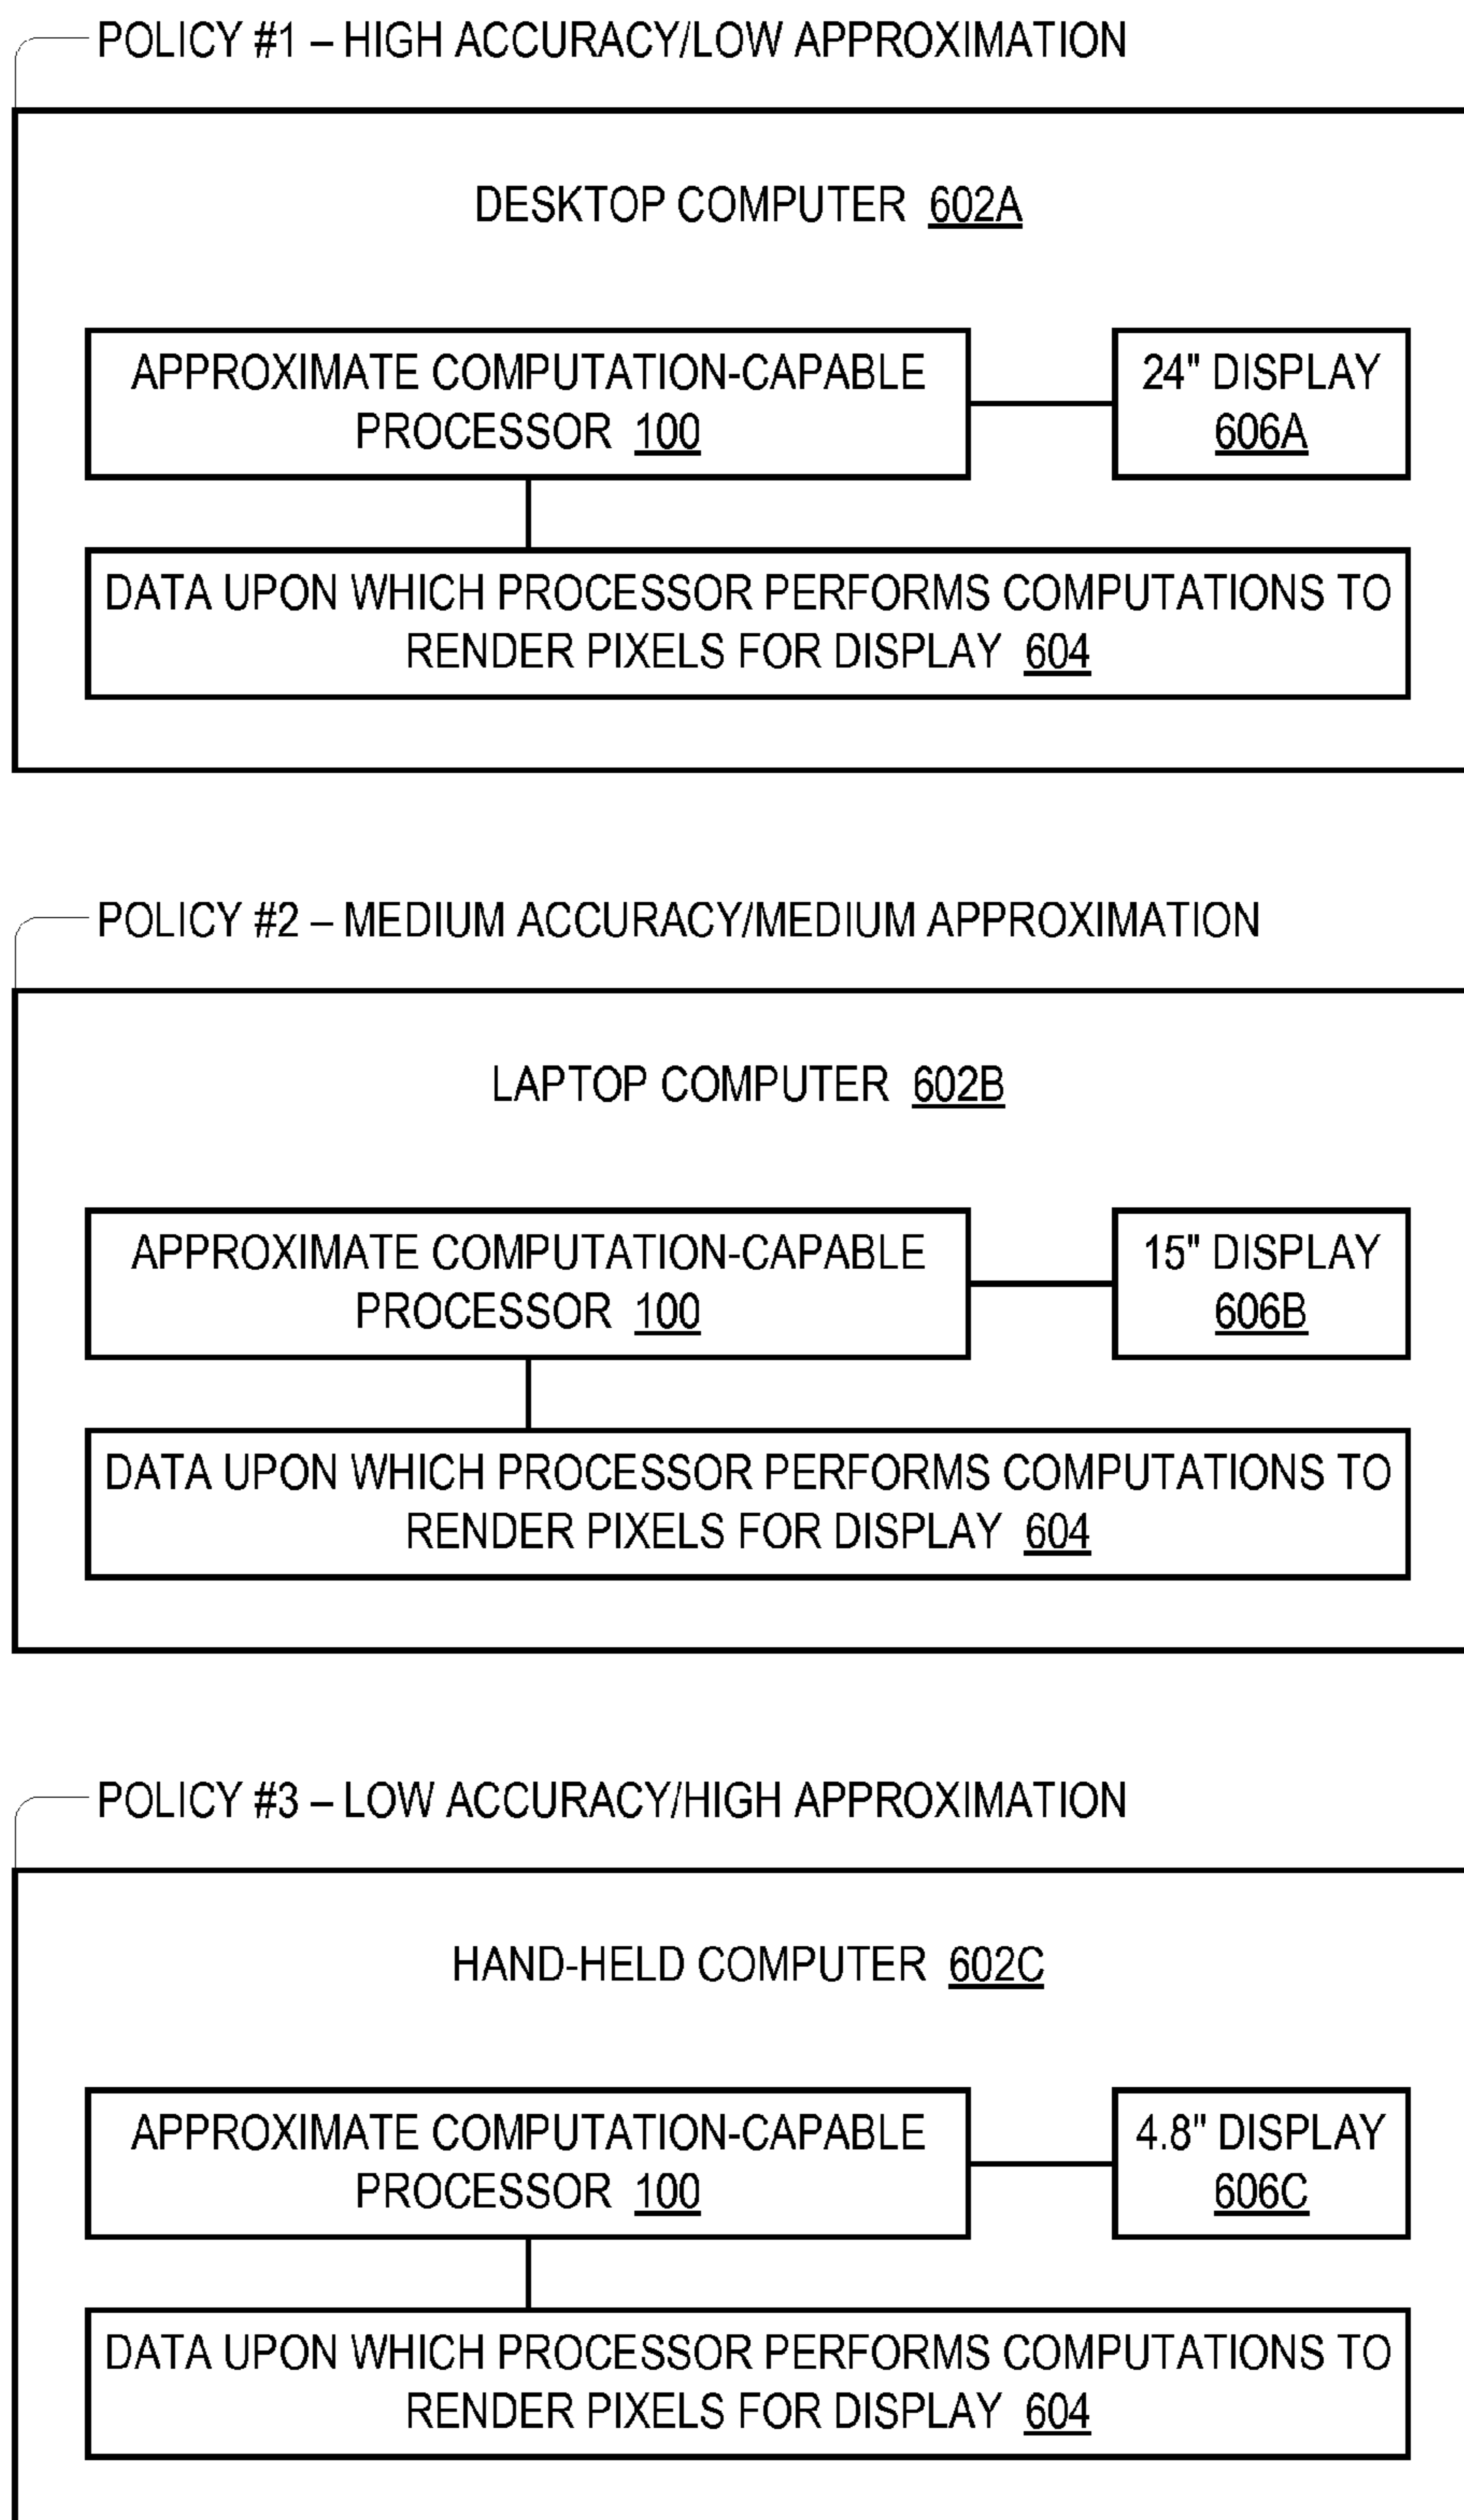 POLICY #1 – HIGH ACCURACY/LOW APPROXIMATION
DESKTOP COMPUTER 602A
APPROXIMATE COMPUTATION-CAPABLE
PROCESSOR 100
24" DISPLAY
606A
DATA UPON WHICH PROCESSOR PERFORMS COMPUTATIONS TO
RENDER PIXELS FOR DISPLAY 604
POLICY #2 – MEDIUM ACCURACY/MEDIUM APPROXIMATION
LAPTOP COMPUTER 602B
APPROXIMATE COMPUTATION-CAPABLE
PROCESSOR 100
15" DISPLAY
606B
DATA UPON WHICH PROCESSOR PERFORMS COMPUTATIONS TO
RENDER PIXELS FOR DISPLAY 604
POLICY #3 – LOW ACCURACY/HIGH APPROXIMATION
HAND-HELD COMPUTER 602C
APPROXIMATE COMPUTATION-CAPABLE
PROCESSOR 100
4.8" DISPLAY
606C
DATA UPON WHICH PROCESSOR PERFORMS COMPUTATIONS TO
RENDER PIXELS FOR DISPLAY 604